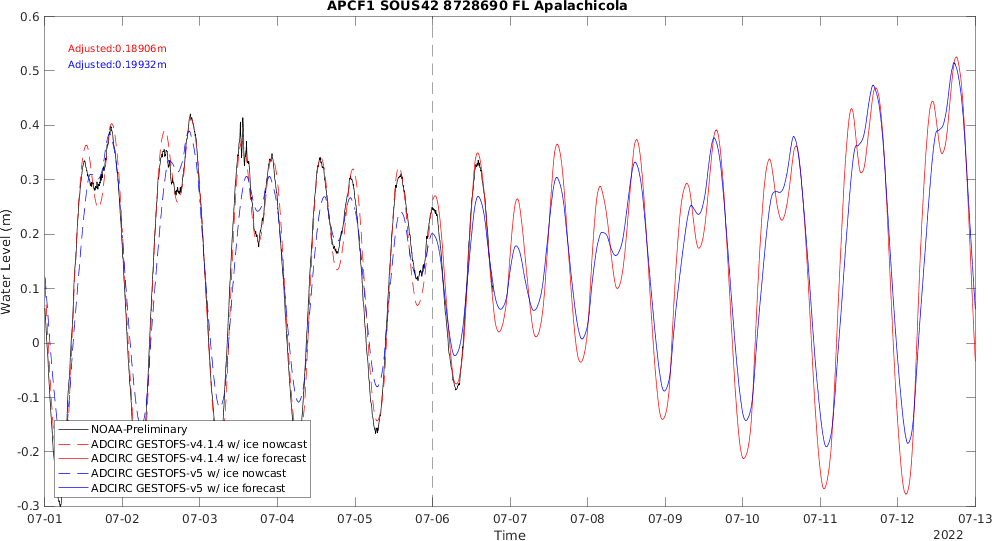 APCF1 SOUS42 8728690 FL Apalachicola
0.6
0.5
0.4
0.3
0.2
0.1
0
-0.1
-0.2
-0.3
Water Level (m)
Adjusted:0.18906m
Adjusted:0.19932m
NOAA-Preliminary
ADCIRC GESTOFS-v4.1.4 w/ ice nowcast
ADCIRC GESTOFS-v4.1.4 w/ ice forecast
ADCIRC GESTOFS-v5 w/ ice nowcast
ADCIRC GESTOFS-v5 w/ ice forecast
07-01 07-02 07-03 07-04 07-05 07-06 07-07 07-08 07-09 07-10 07-11 07-12 07-13
Time
2022